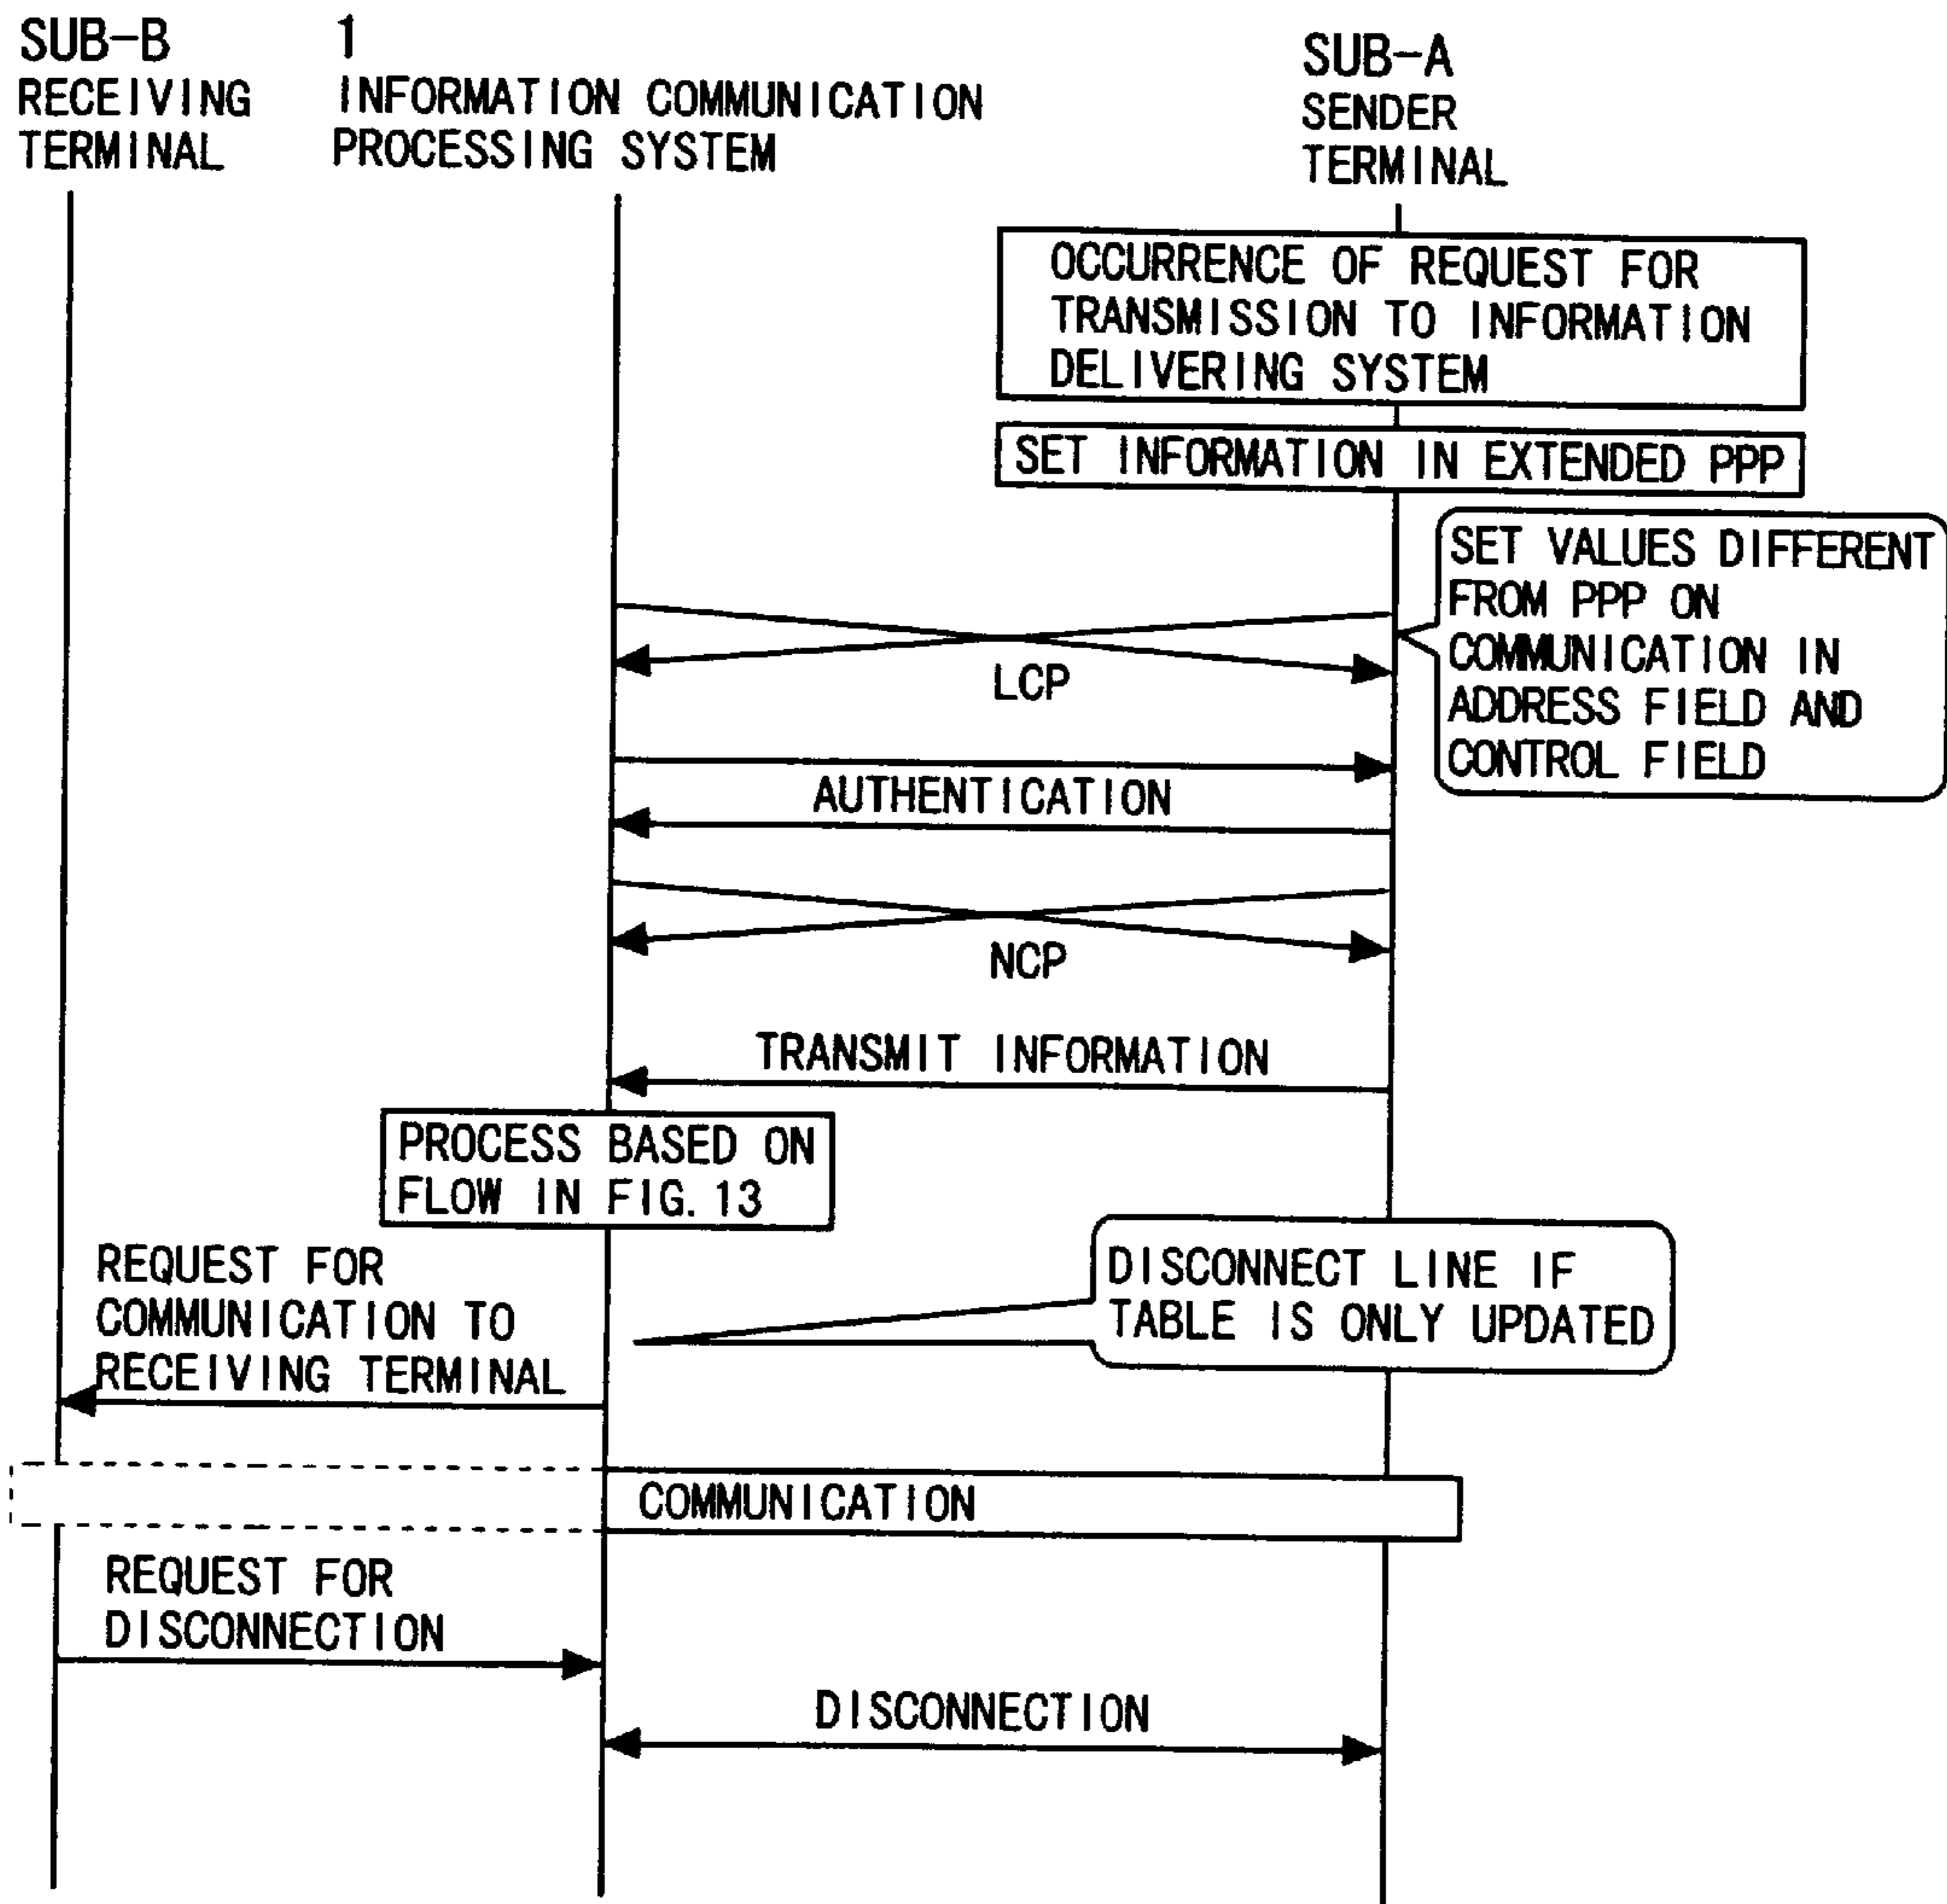 SUB-B
RECEIVING
TERMINAL
1
INFORMATION COMMUNICATION
PROCESSING SYSTEM
SUB-A
SENDER
TERMINAL
OCCURRENCE OF REQUEST FOR
TRANSMISSION TO INFORMATION
DELIVERING SYSTEM
SET INFORMATION IN EXTENDED PPP
SET VALUES DIFFERENT
FROM PPP ON
COMMUNICATION IN
ADDRESS FIELD AND
CONTROL FIELD
LCP
AUTHENTICATION
NCP
TRANSMIT INFORMATION
PROCESS BASED ON
FLOW IN FIG. 13
REQUEST FOR
COMMUNICATION TO
RECEIVING TERMINAL
DISCONNECT LINE IF
TABLE IS ONLY UPDATED
COMMUNICATION
REQUEST FOR
DISCONNECTION
DISCONNECTION